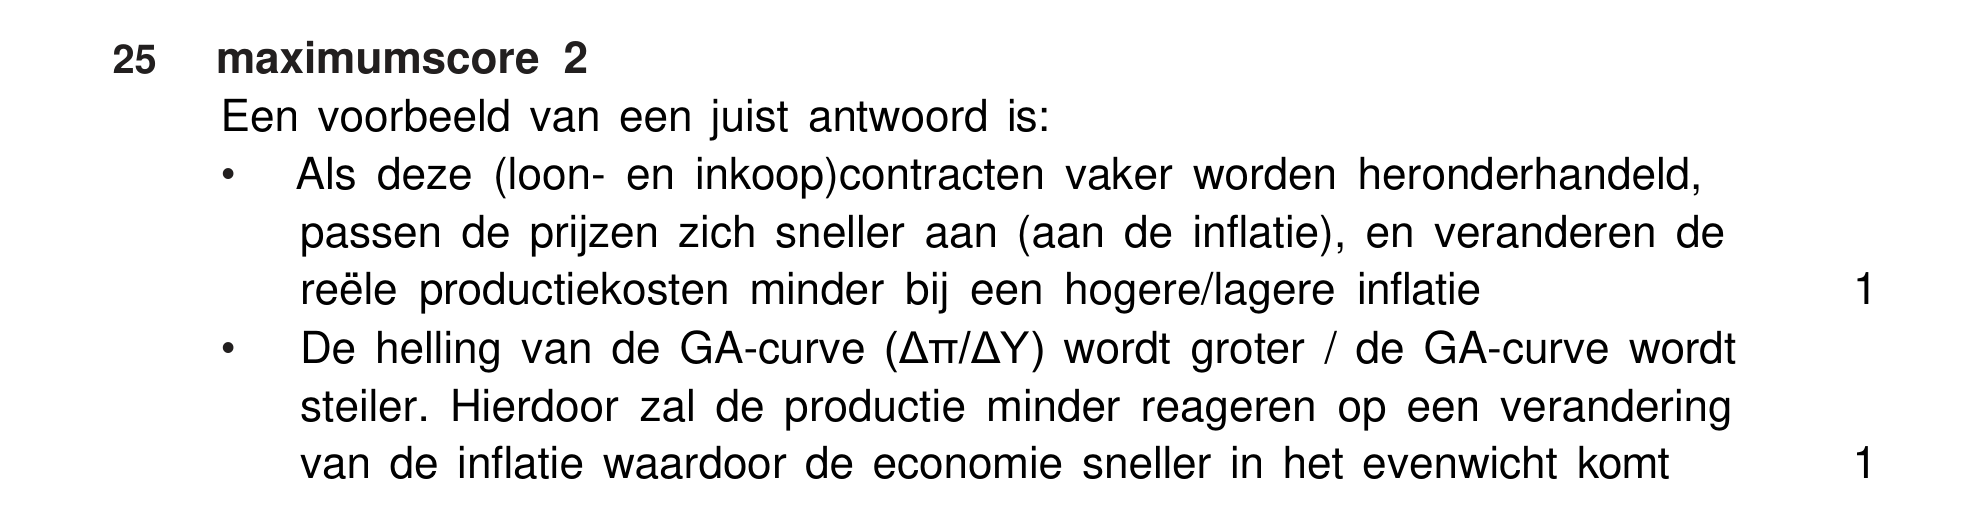 25 maximumscore 2
Een voorbeeld van een juist antwoord is:
• Als deze (loon- en inkoop)contracten vaker worden heronderhandeld,
passen de prijzen zich sneller aan (aan de inflatie), en veranderen de
reële productiekosten minder bij een hogere/lagere inflatie 1
• De helling van de GA-curve (Δπ/ΔY) wordt groter / de GA-curve wordt
steiler. Hierdoor zal de productie minder reageren op een verandering
van de inflatie waardoor de economie sneller in het evenwicht komt 1